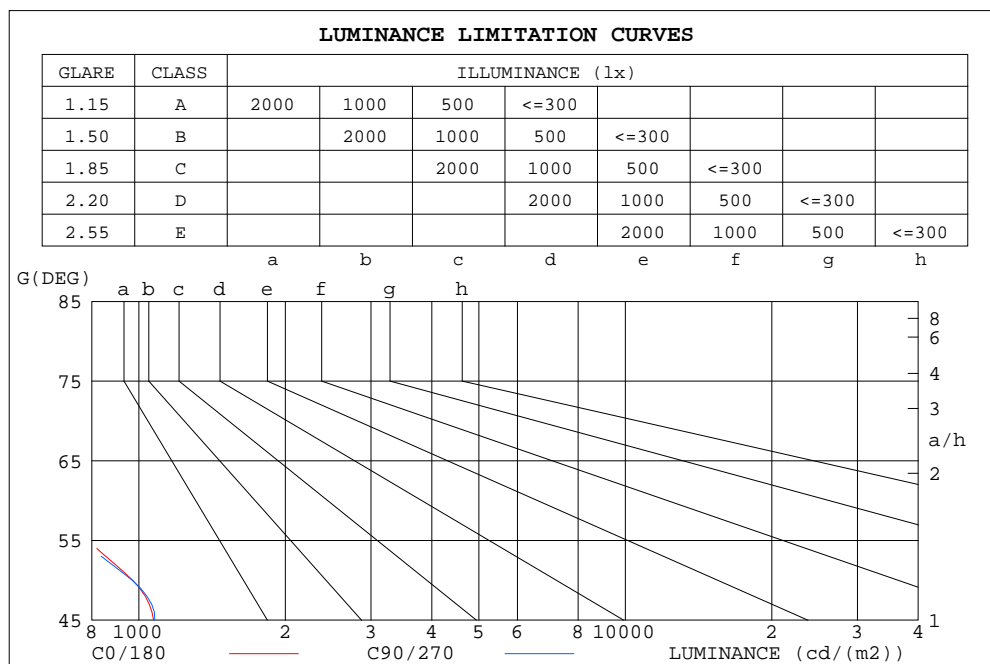 LUMINANCE LIMITATION CURVES
GLARE CLASS ILLUMINANCE (lx)
1.15 A 2000 1000 500 <=300
1.50 B 2000 1000 500 <=300
1.85 C 2000 1000 500 <=300
2.20 D 2000 1000 500 <=300
2.55 E 2000 1000 500 <=300
a b c d e f g h
G(DEG)
a b c d e f g h
85
8
6
75 4
3
a/h
65 2
55
45 1
8 1000 2 3 4 5 6 8 10000 2 3 4
C0/180 C90/270 LUMINANCE (cd/(m2))